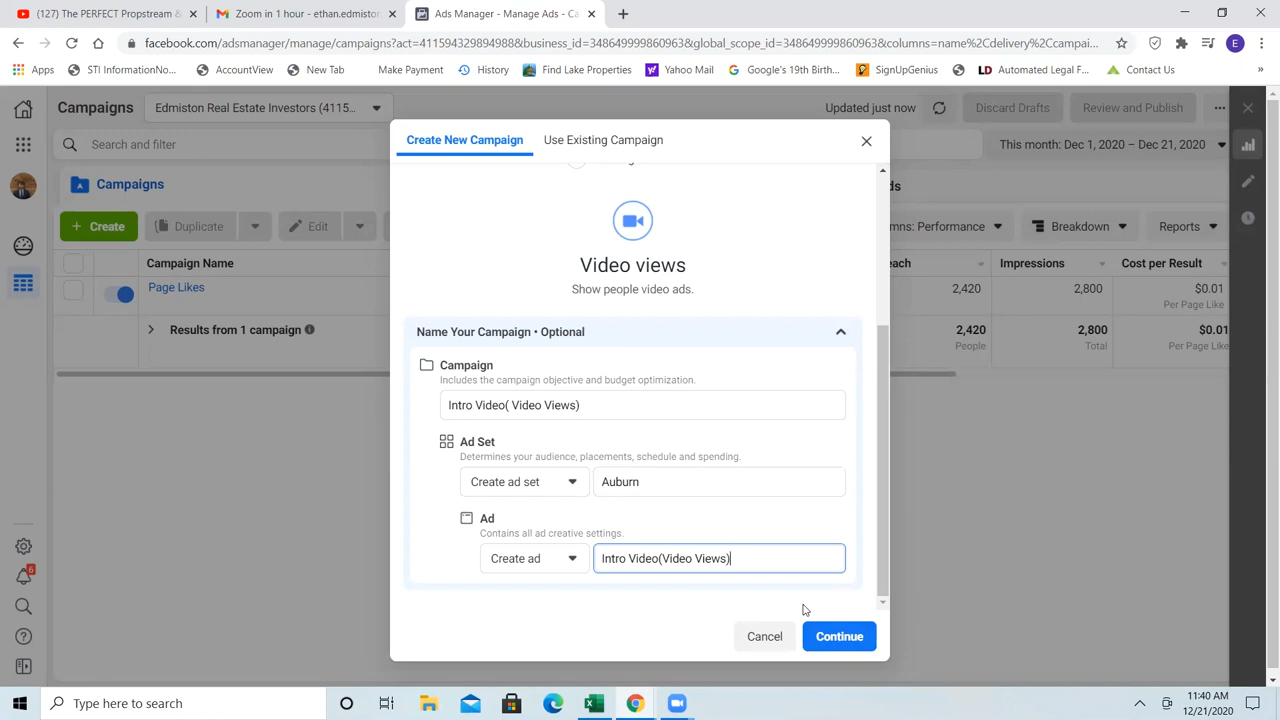 (127) The PERFECT Propstream &
Zoom in 1 hour - ethan.edmiston
Ads Manager - Manage Ads - Ca
facebook.com/adsmanager/manage/campaigns?act=411594329894988&business_id=348649999860963&global_scope_id=348649999860963&columns=name%2Cdelivery%2Ccampai...
E
Apps
STI InformationNo...
AccountView
New Tab
Make Payment
History
Find Lake Properties
Yahoo Mail
Google's 19th Birth...
SignUpGenius
LD Automated Legal F...
Contact Us
»
Campaigns
Edmiston Real Estate Investors (4115...
Updated just now
Discard Drafts
Review and Publish
Search and filter
This month: Dec 1, 2020 – Dec 21, 2020
Campaigns
ds
+ Create
Duplicate
Edit
mns: Performance
Breakdown
Reports
Campaign Name
each
Impressions
Cost per Result
Page Likes
2,420
2,800
$0.01
Per Page Like
Results from 1 campaign
2,420
2,800
$0.01
People
Total
Per Page Like
Create New Campaign
Use Existing Campaign
Video views
Show people video ads.
Name Your Campaign • Optional
Campaign
Includes the campaign objective and budget optimization.
Intro Video( Video Views)
Ad Set
Determines your audience, placements, schedule and spending.
Create ad set
Auburn
Ad
Contains all ad creative settings.
Create ad
Intro Video(Video Views)
Cancel
Continue
6
Type here to search
11:40 AM
12/21/2020